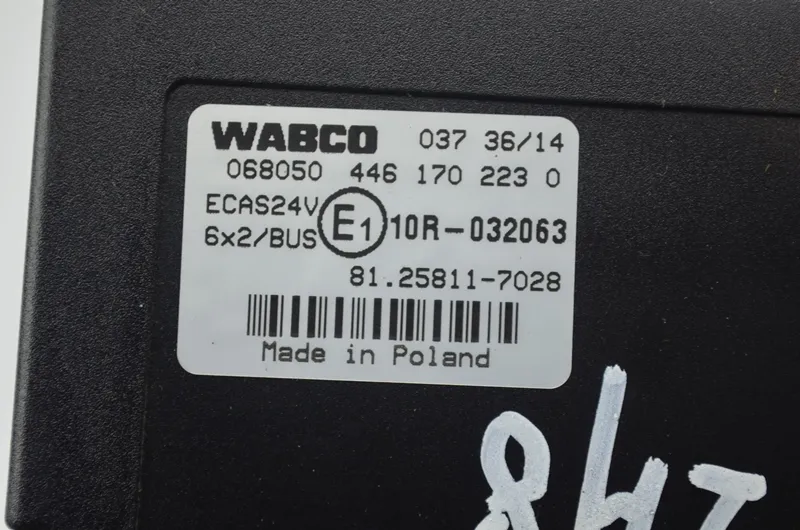 WABCO 037 36/14
068050 446 170 223 0
ECAS24V
6x2/BUS E1 10R-032063
81.25811-7028
Made in Poland